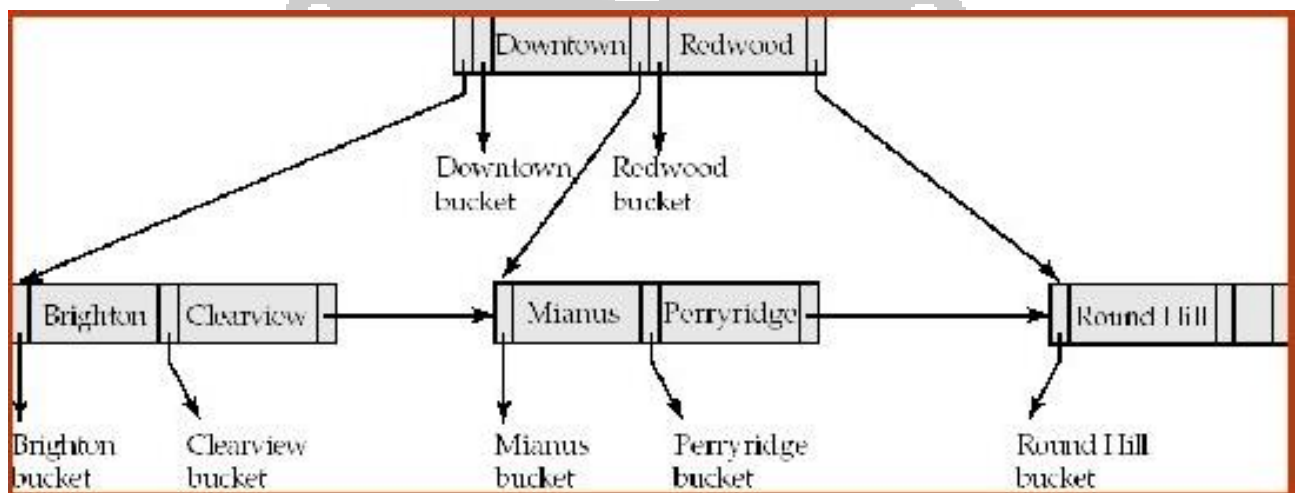 Downtown Redwood
Downtown
bucket
Redwood
bucket
Brighton Clearview
Mianus Perryridge
Round Hill
Brighton
bucket
Clearview
bucket
Mianus
bucket
Perryridge
bucket
Round Hill
bucket